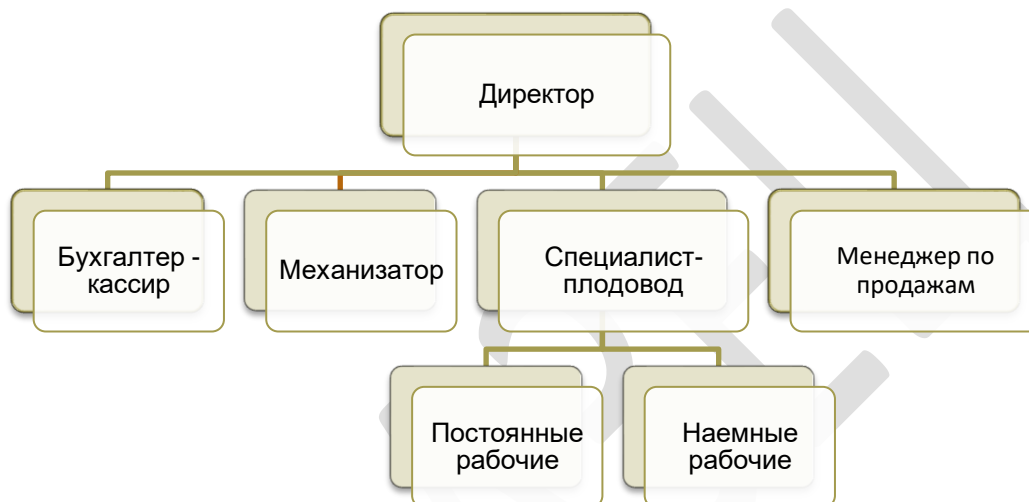 Директор
Бухгалтер -
кассир
Механизатор
Специалист-
плодовод
Менеджер по
продажам
Постоянные
рабочие
Наемные
рабочие